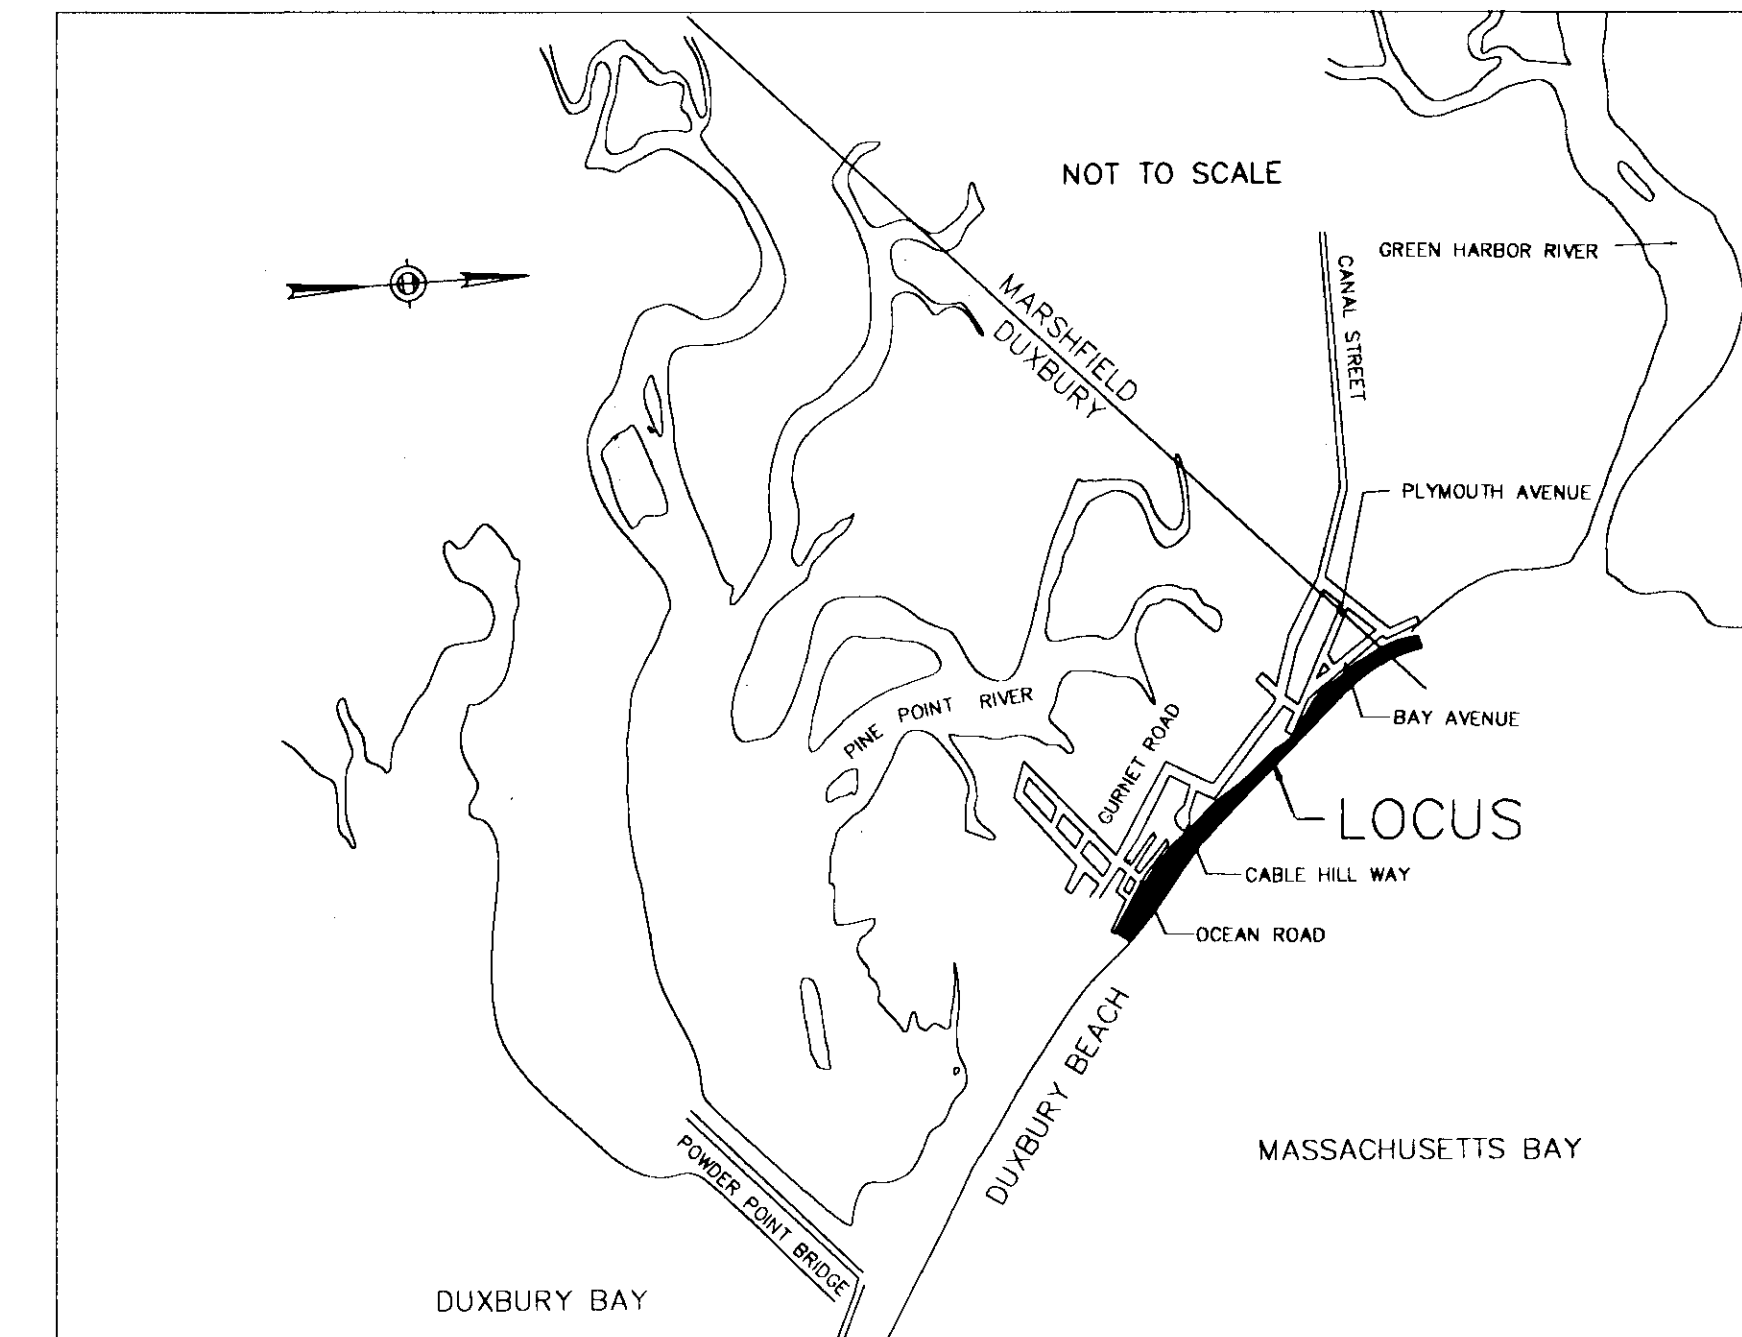 NOT TO SCALE
GREEN HARBOR RIVER
CANAL STREET
MARSHFIELD
DUXBURY
PLYMOUTH AVENUE
PINE POINT RIVER
BAY AVENUE
GURNET ROAD
LOCUS
CABLE HILL WAY
OCEAN ROAD
DUXBURY BEACH
MASSACHUSETTS BAY
POWDER POINT BRIDGE
DUXBURY BAY